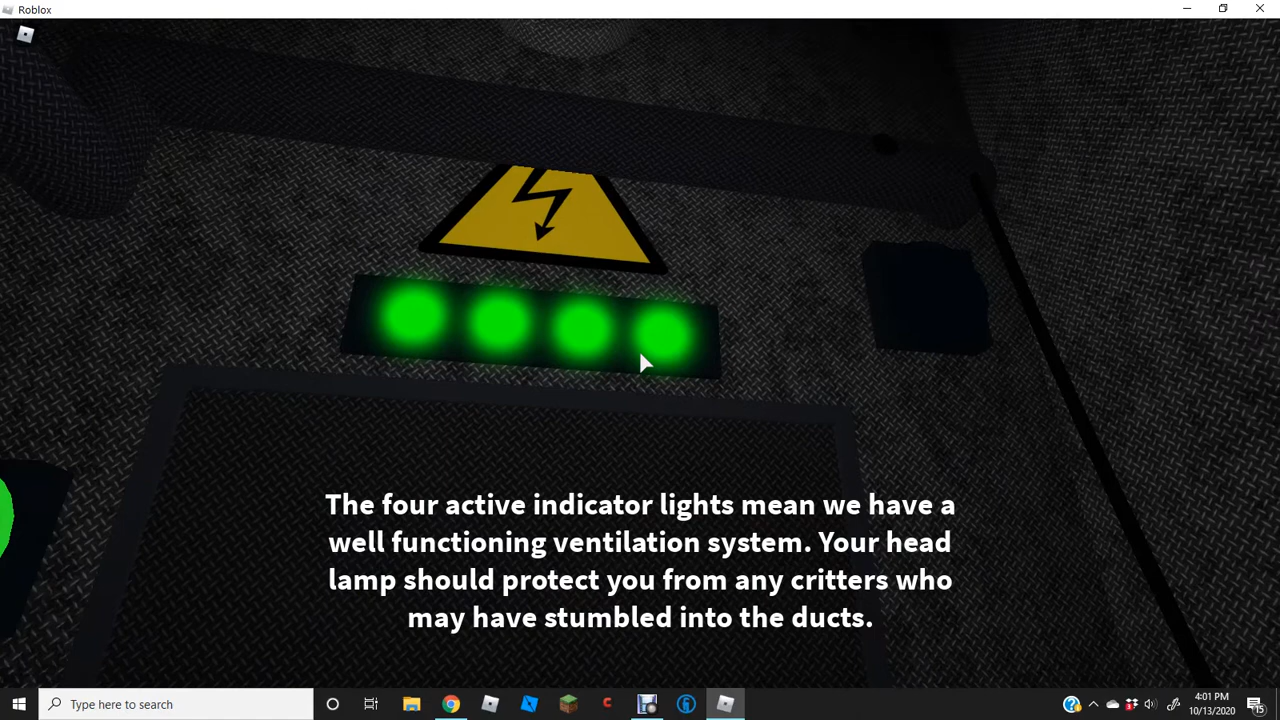 Roblox
The four active indicator lights mean we have a
well functioning ventilation system. Your head
lamp should protect you from any critters who
may have stumbled into the ducts.
Type here to search
4:01 PM
10/13/2020
15